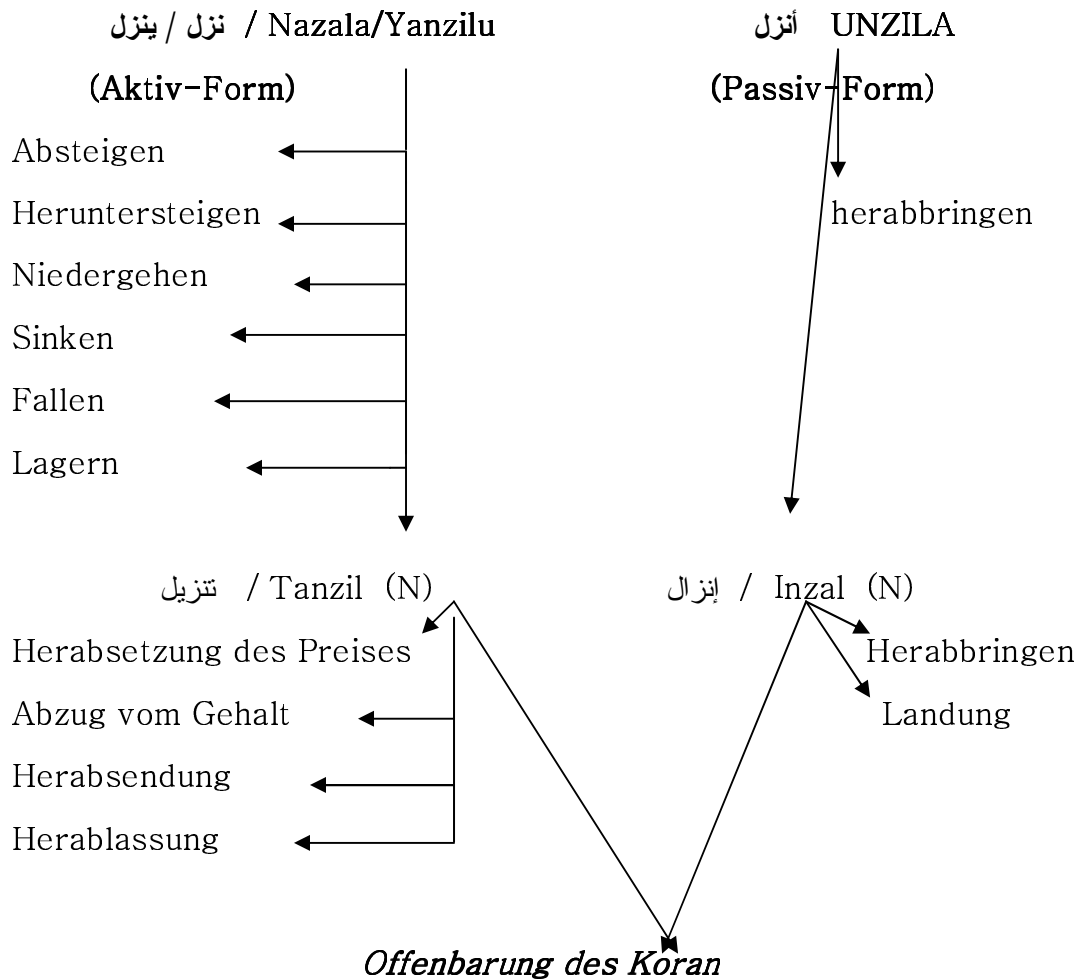 نزل / ينزل / Nazala/Yanzilu
(Aktiv-Form)
Absteigen
Heruntersteigen
Niedergehen
Sinken
Fallen
Lagern
أنزل UNZILA
(Passiv-Form)
herabbringen
تنزيل / Tanzil (N)
Herabsetzung des Preises
Abzug vom Gehalt
Herabsendung
Herablassung
إنزال / Inzal (N)
Herabbringen
Landung
Offenbarung des Koran